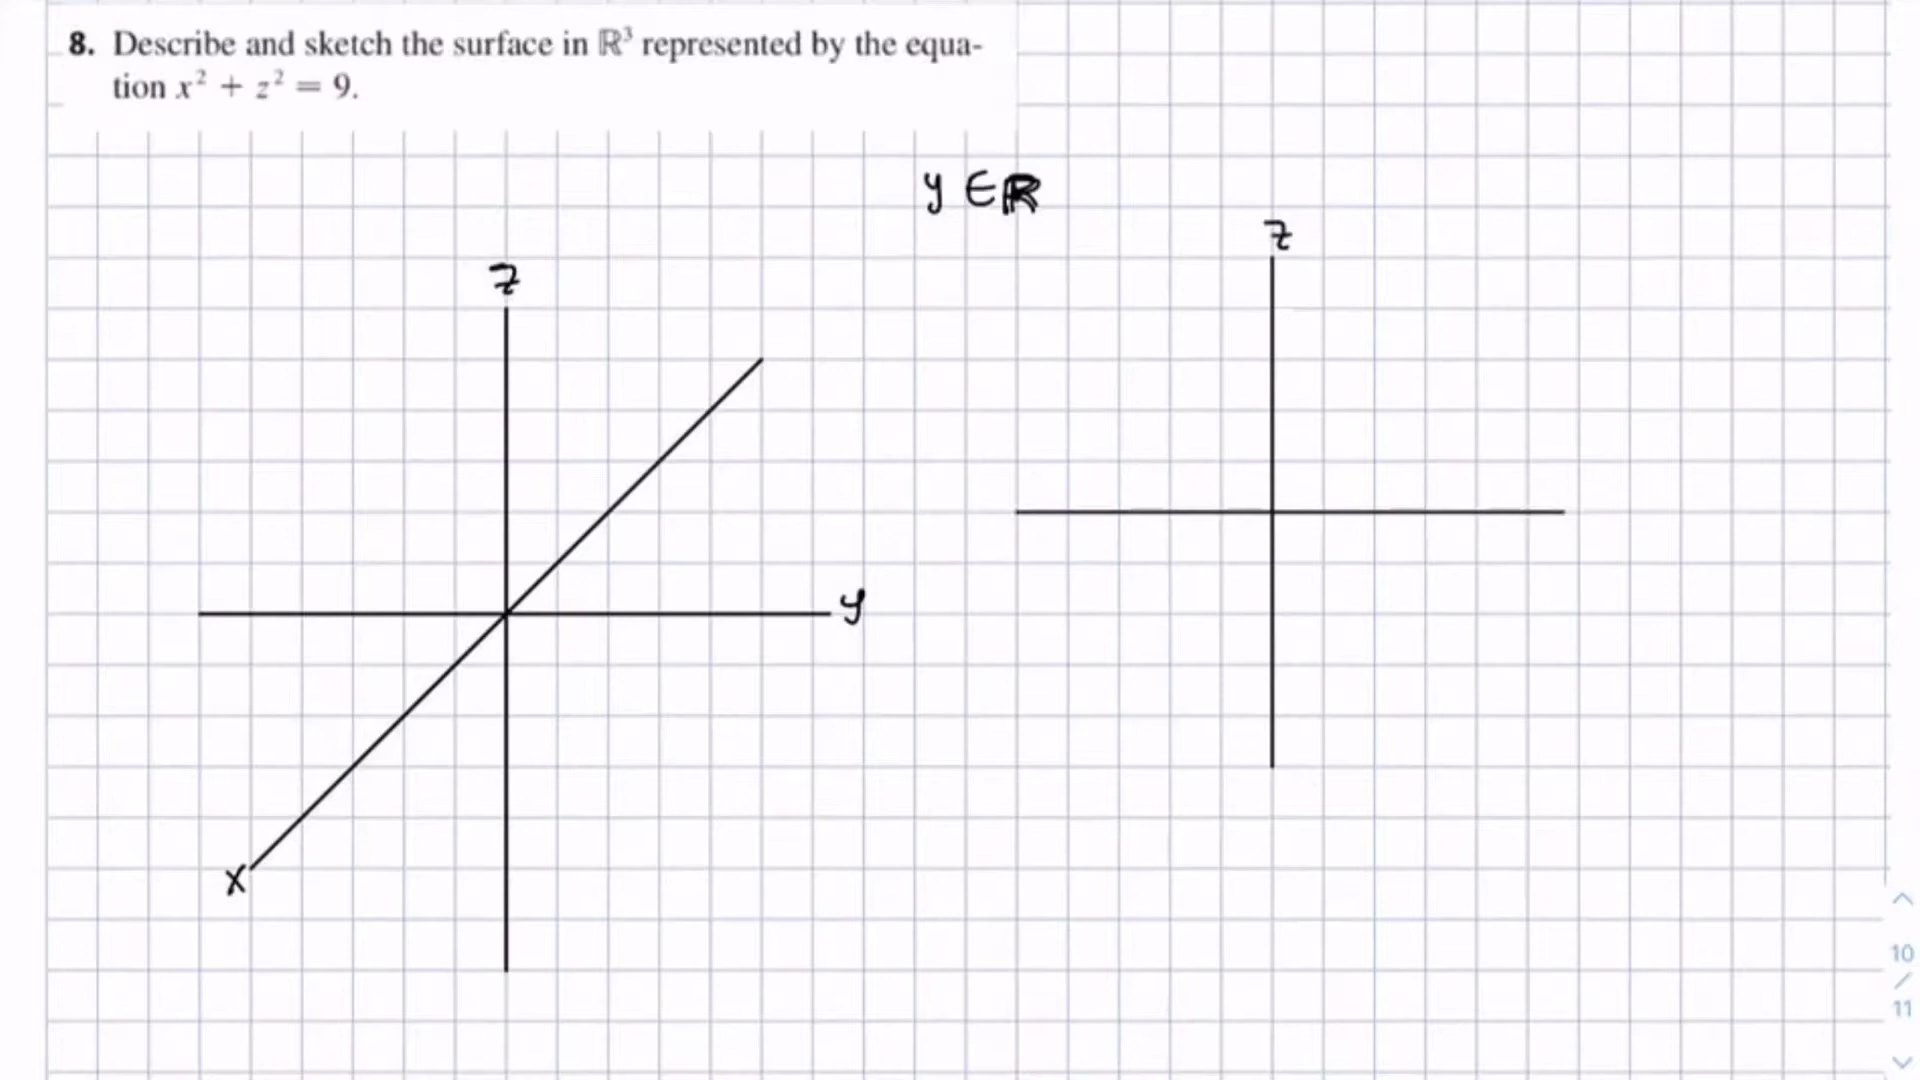 8. Describe and sketch the surface in ℝ³ represented by the equa-
tion x² + z² = 9.
y ∈ ℝ
z
z
y
x
10
/
11